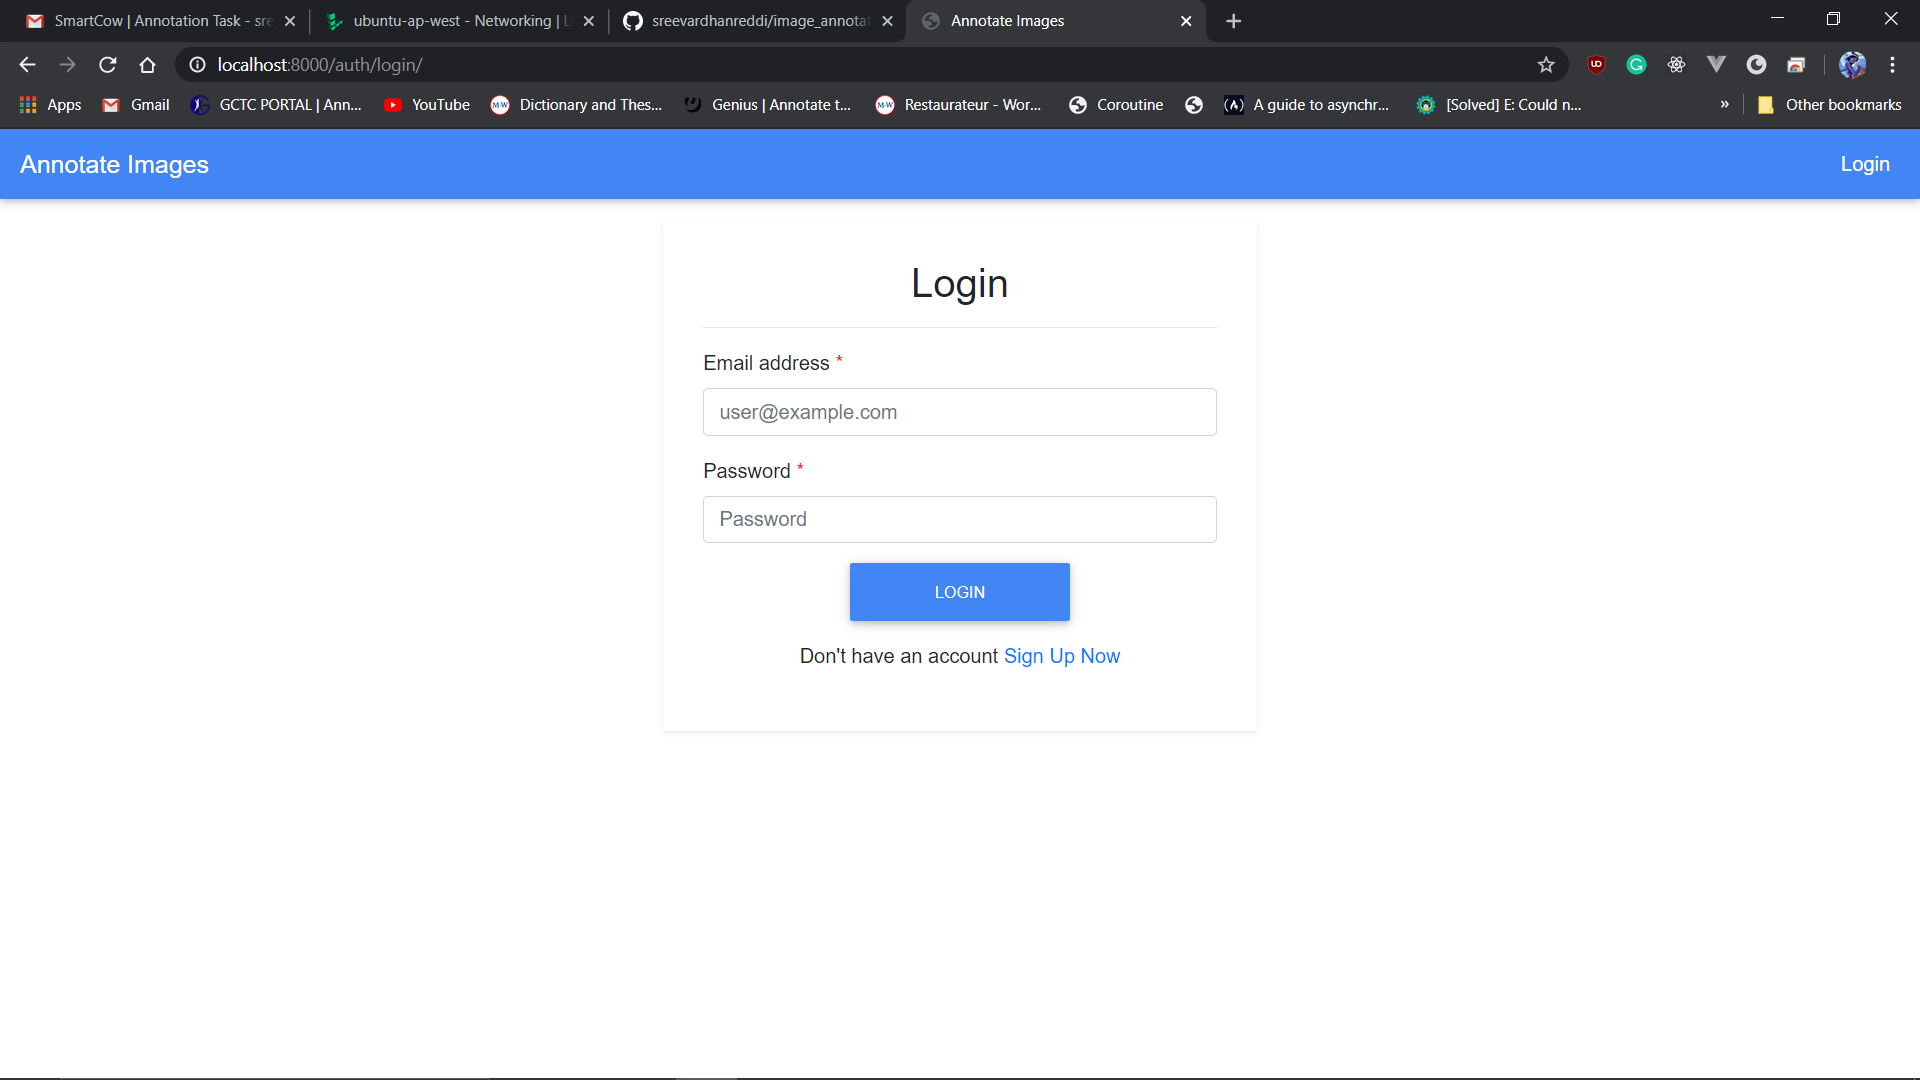 SmartCow | Annotation Task - sre
ubuntu-ap-west - Networking | L
sreevardhanreddi/image_annotat
Annotate Images
localhost:8000/auth/login/
Apps
Gmail
GCTC PORTAL | Ann...
YouTube
Dictionary and Thes...
Genius | Annotate t...
Restaurateur - Wor...
Coroutine
A guide to asynchr...
[Solved] E: Could n...
»
Other bookmarks
Annotate Images
Login
Login
Email address *
user@example.com
Password *
Password
LOGIN
Don't have an account Sign Up Now